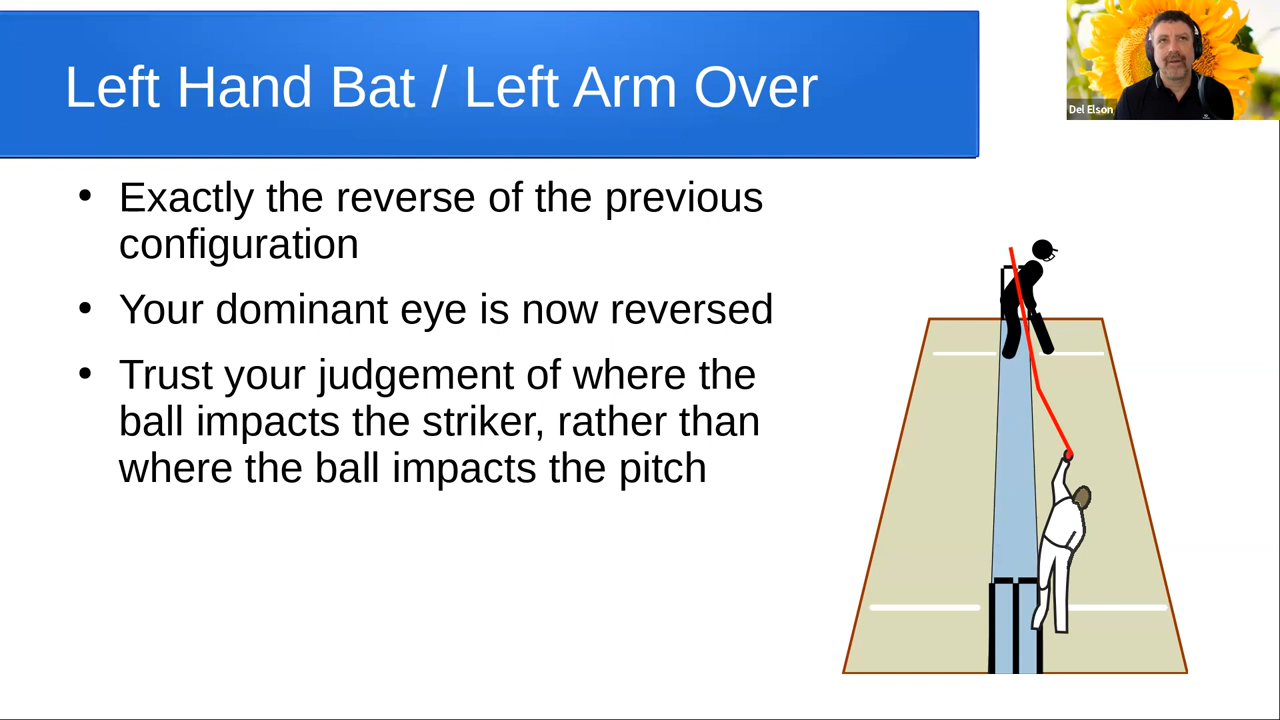 Left Hand Bat / Left Arm Over
Del Elson
• Exactly the reverse of the previous
configuration
• Your dominant eye is now reversed
• Trust your judgement of where the
ball impacts the striker, rather than
where the ball impacts the pitch